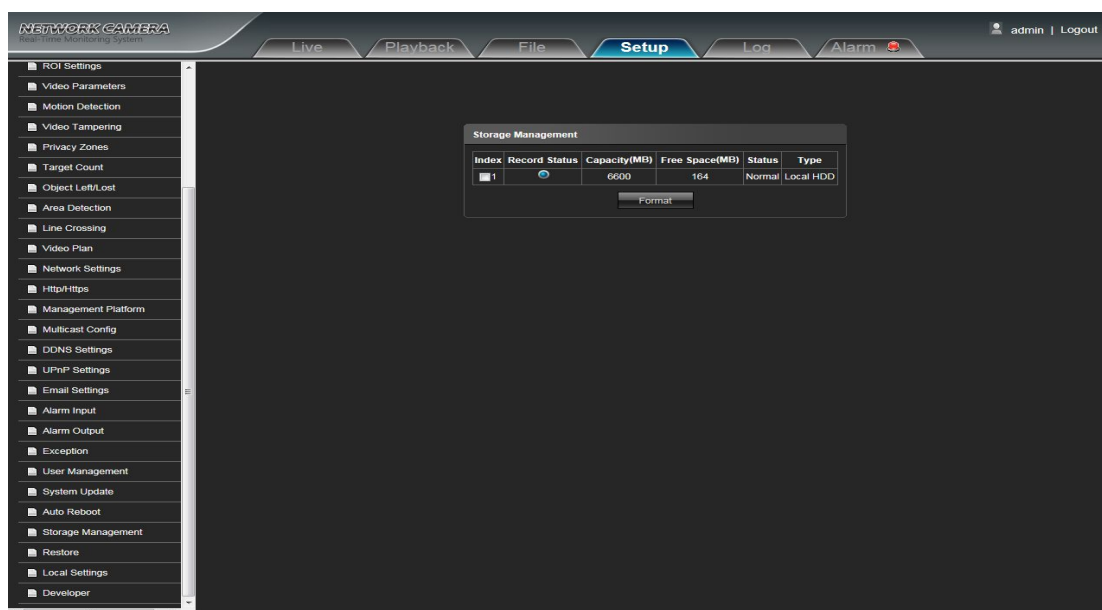 NETWORK CAMERA
Real-Time Monitoring System
Live Playback File Setup Log Alarm
admin | Logout
ROI Settings
Video Parameters
Motion Detection
Video Tampering
Privacy Zones
Target Count
Object Left/Lost
Area Detection
Line Crossing
Video Plan
Network Settings
Http/Https
Management Platform
Multicast Config
DDNS Settings
UPnP Settings
Email Settings
Alarm Input
Alarm Output
Exception
User Management
System Update
Auto Reboot
Storage Management
Restore
Local Settings
Developer
Storage Management
Index Record Status Capacity(MB) Free Space(MB) Status Type
1 6600 164 Normal Local HDD
Format